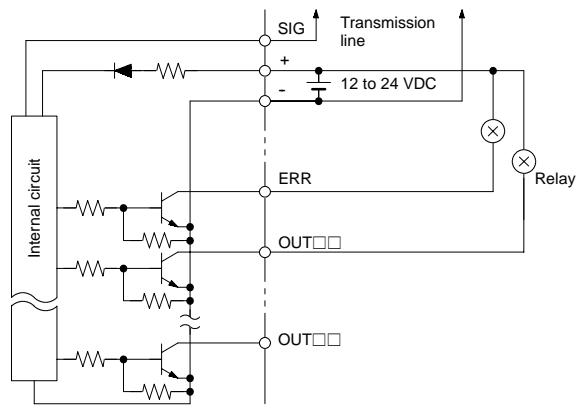 SIG
Transmission
line
+
12 to 24 VDC
-
Relay
ERR
Internal circuit
OUT□□
OUT□□